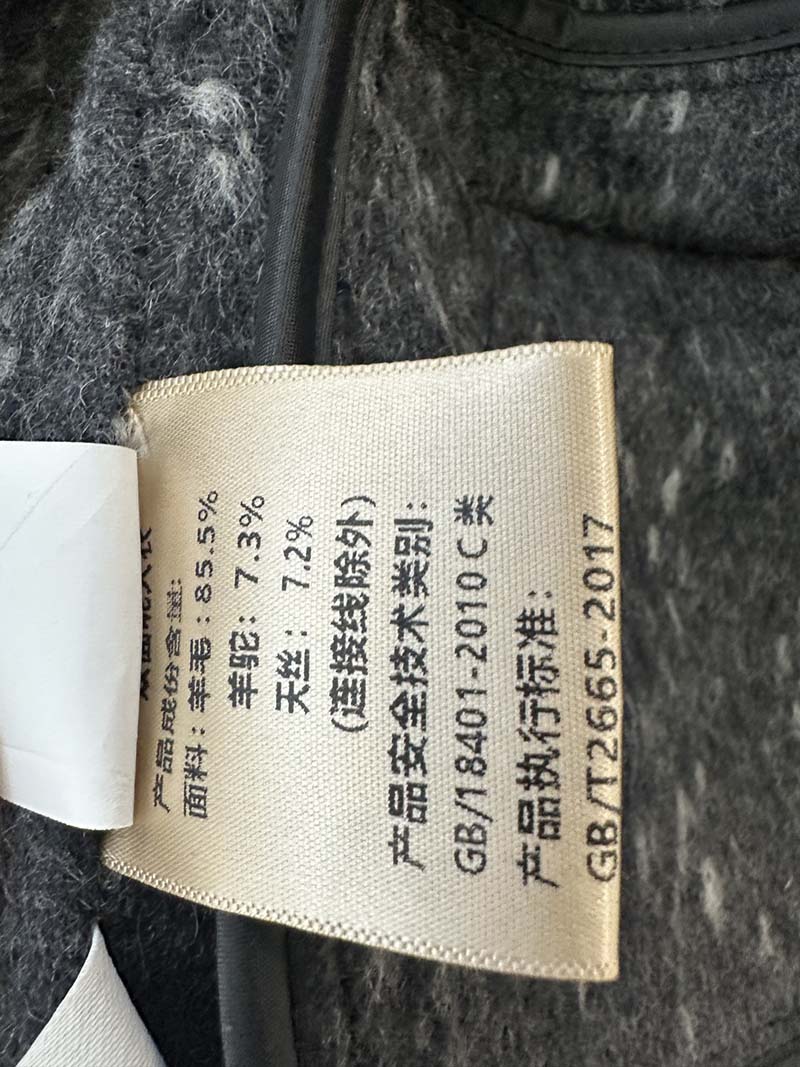 产品成份含量:
面料:羊毛:85.5%
羊驼:7.3%
天丝:7.2%
(连接线除外)
产品安全技术类别:
GB/18401-2010 C 类
产品执行标准:
GB/T2665-2017